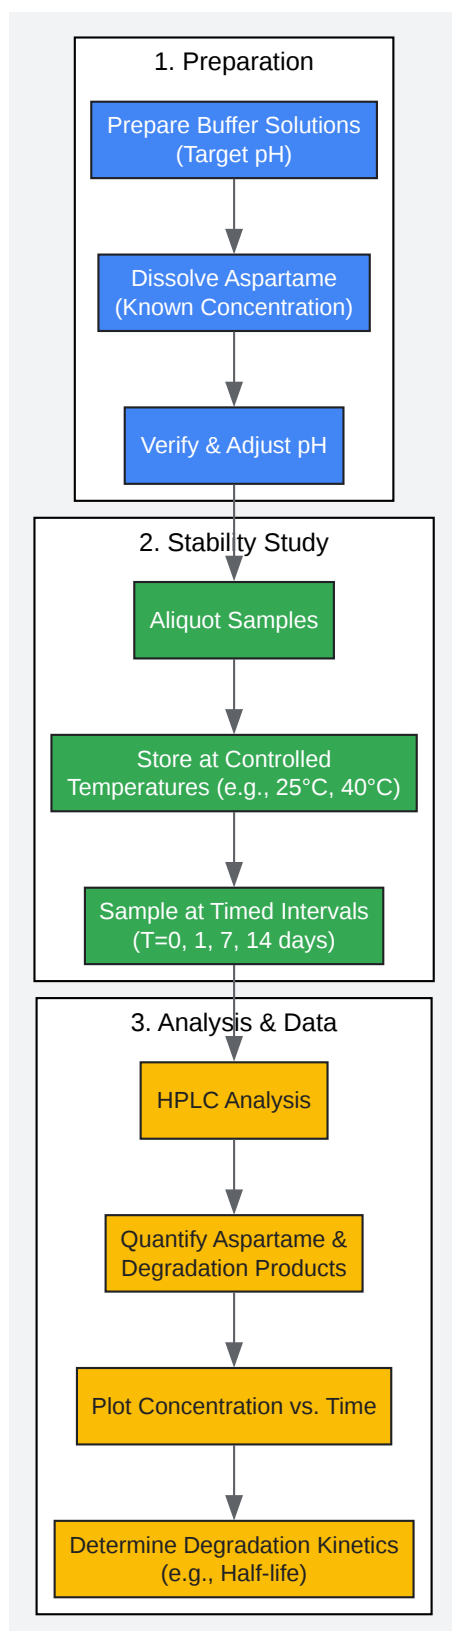 1. Preparation
Prepare Buffer Solutions
(Target pH)
Dissolve Aspartame
(Known Concentration)
Verify & Adjust pH
2. Stability Study
Aliquot Samples
Store at Controlled
Temperatures (e.g., 25°C, 40°C)
Sample at Timed Intervals
(T=0, 1, 7, 14 days)
3. Analysis & Data
HPLC Analysis
Quantify Aspartame &
Degradation Products
Plot Concentration vs. Time
Determine Degradation Kinetics
(e.g., Half-life)